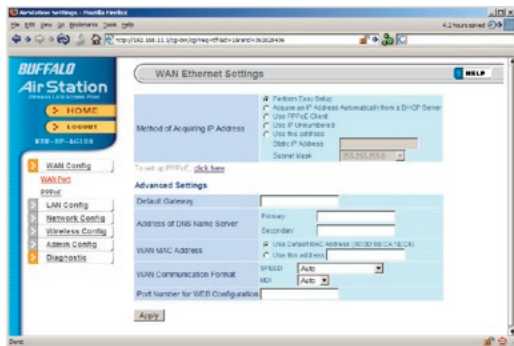 AirStation Settings - Mozilla Firefox
File Edit View Go Bookmarks Tools Help
BUFFALO
AirStation
HOME
LOGOUT
WAN Config
WAN Port
PPPoE
LAN Config
Network Config
Wireless Config
Admin Config
Diagnostic
WAN Ethernet Settings
HELP
Method of Acquiring IP Address
Perform Easy Setup
Acquire an IP Address Automatically from a DHCP Server
Use PPPoE Client
Use IP Unnumbered
Use this address
Static IP Address
Subnet Mask 255.255.255.0
To set up PPPoE, click here
Advanced Settings
Default Gateway
Address of DNS Name Server
Primary
Secondary
WAN MAC Address
Use Default MAC Address
Use this address
WAN Communication Format
SPEED Auto
MDI Auto
Port Number for WEB Configuration
Apply
Done